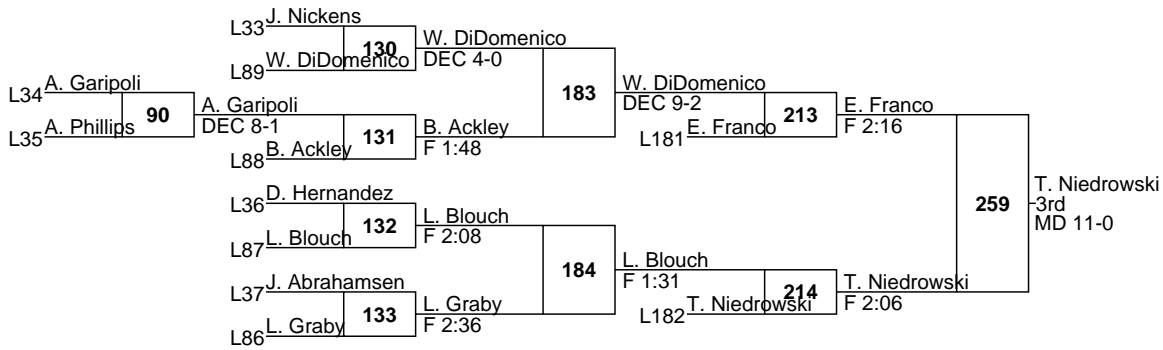 J. Nickens
L33
130
W. DiDomenico
DEC 4-0
W. DiDomenico
L89
A. Garipoli
L34
90
A. Garipoli
DEC 8-1
A. Phillips
L35
131
B. Ackley
F 1:48
B. Ackley
L88
183
W. DiDomenico
DEC 9-2
213
E. Franco
F 2:16
E. Franco
L181
D. Hernandez
L36
132
L. Blouch
F 2:08
L. Blouch
L87
184
L. Blouch
F 1:31
J. Abrahamsen
L37
133
L. Graby
F 2:36
L. Graby
L86
214
T. Niedrowski
F 2:06
T. Niedrowski
L182
259
T. Niedrowski
3rd
MD 11-0